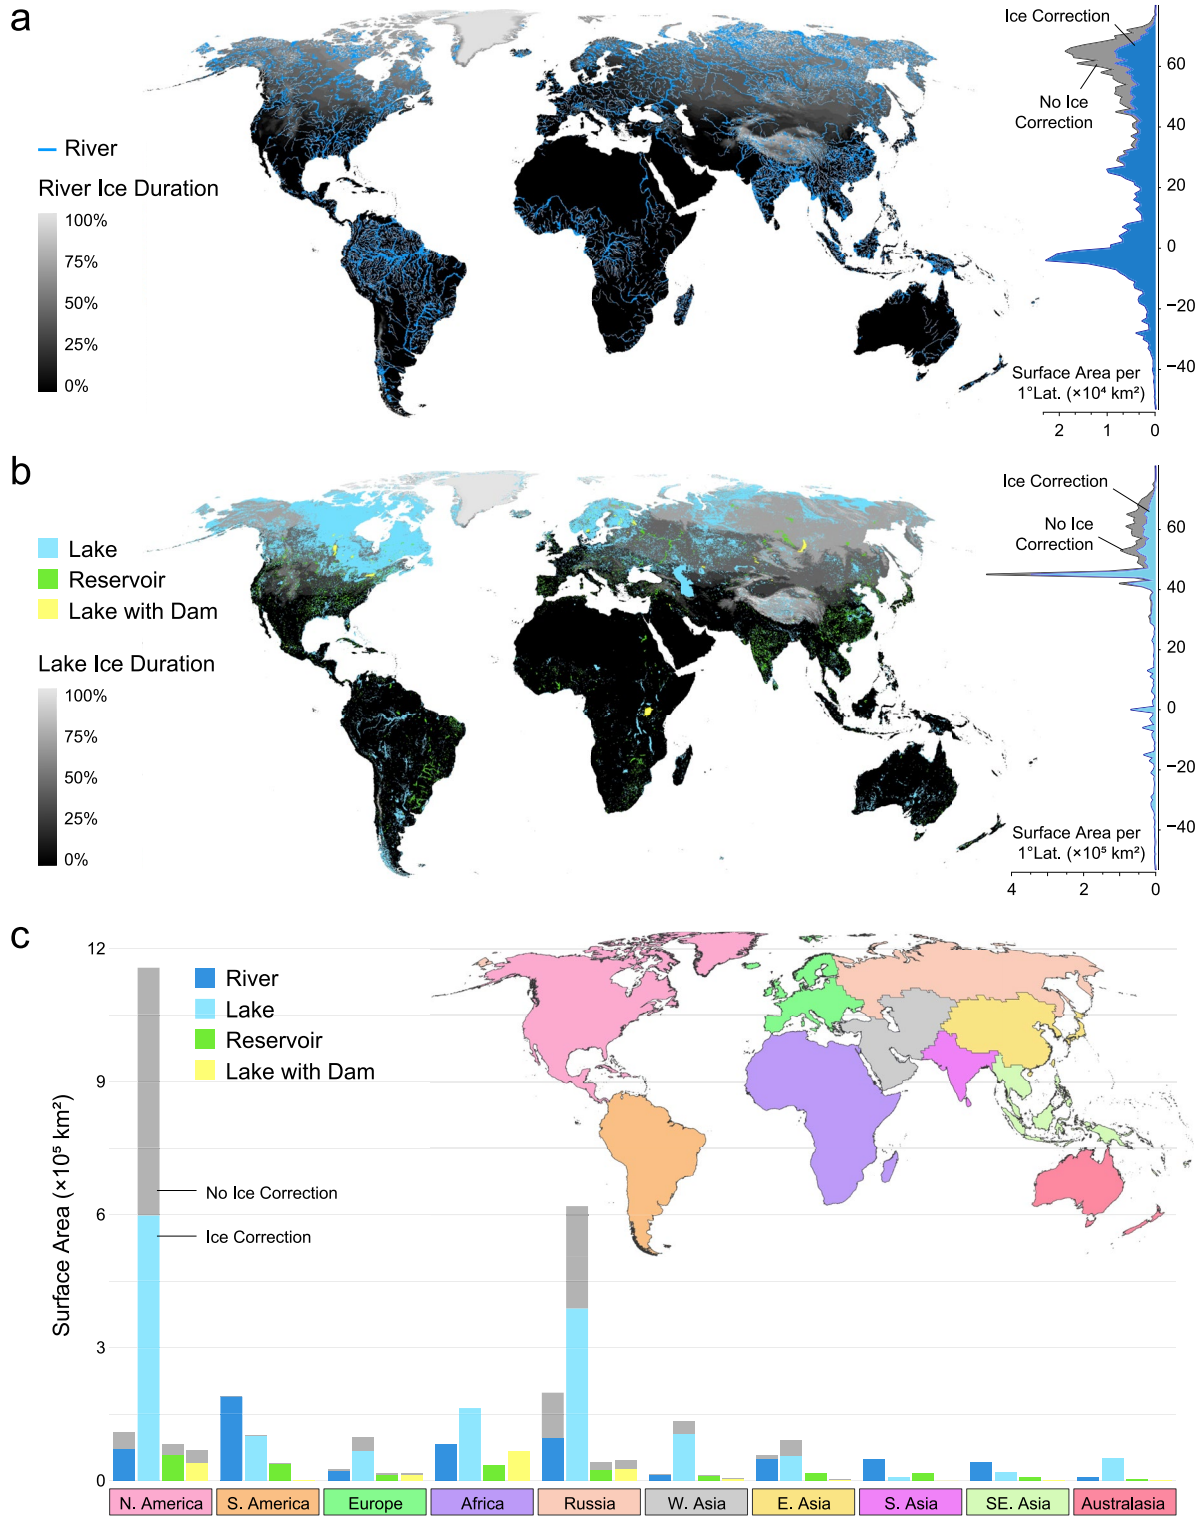 a
Ice Correction
No Ice
Correction
River
River Ice Duration
100%
75%
50%
25%
0%
60
40
20
0
−20
−40
Surface Area per
1°Lat. (×10⁴ km²)
2 1 0
b
Ice Correction
No Ice
Correction
Lake
Reservoir
Lake with Dam
Lake Ice Duration
100%
75%
50%
25%
0%
60
40
20
0
−20
−40
Surface Area per
1°Lat. (×10⁵ km²)
4 2 0
c
Surface Area (×10⁵ km²)
12
9
6
3
0
River
Lake
Reservoir
Lake with Dam
No Ice Correction
Ice Correction
N. America S. America Europe Africa Russia W. Asia E. Asia S. Asia SE. Asia Australasia